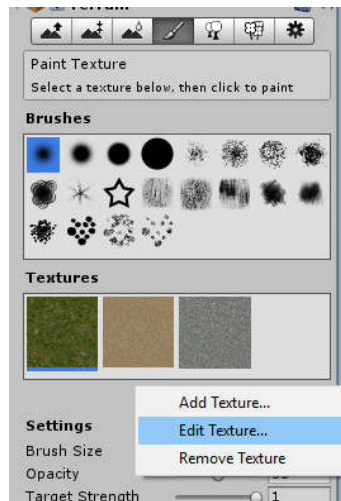 Terrain
Paint Texture
Select a texture below, then click to paint
Brushes
Textures
Add Texture...
Settings
Edit Texture...
Brush Size
Remove Texture
Opacity
Target Strength 1